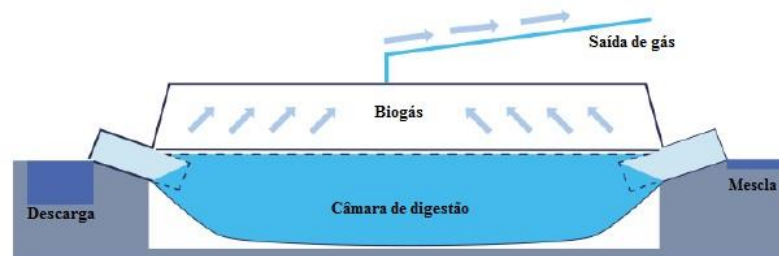 Saída de gás
Biogás
Descarga
Câmara de digestão
Mescla